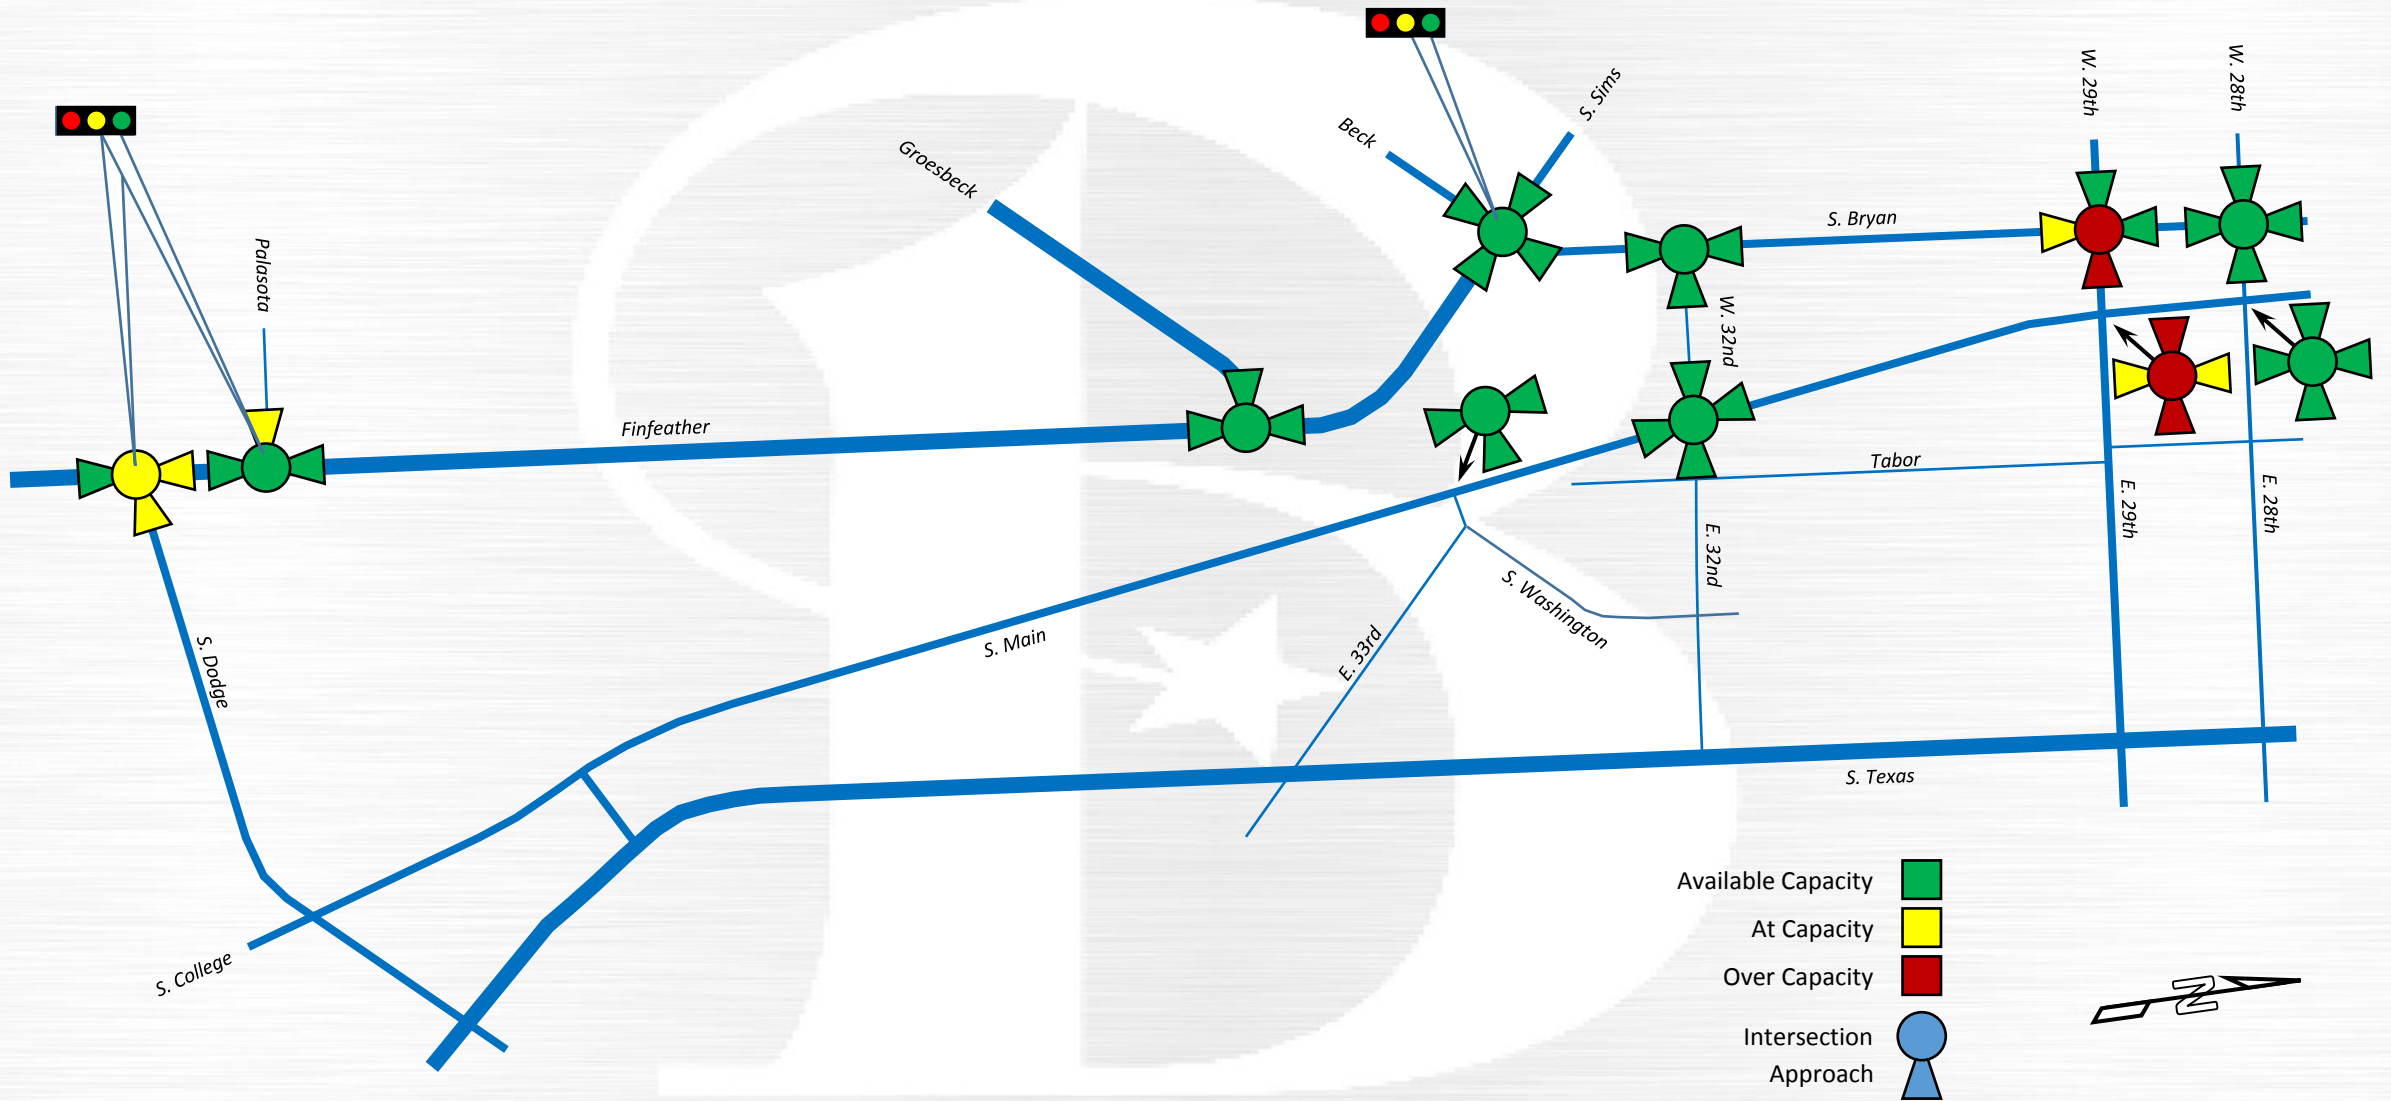 W. 29th
W. 28th
S. Sims
Beck
Groesbeck
Palasota
S. Bryan
W. 32nd
Finfeather
Tabor
E. 29th
E. 28th
E. 32nd
S. Washington
E. 33rd
S. Main
S. Dodge
S. Texas
S. College
Available Capacity
At Capacity
Over Capacity
Intersection
Approach
N